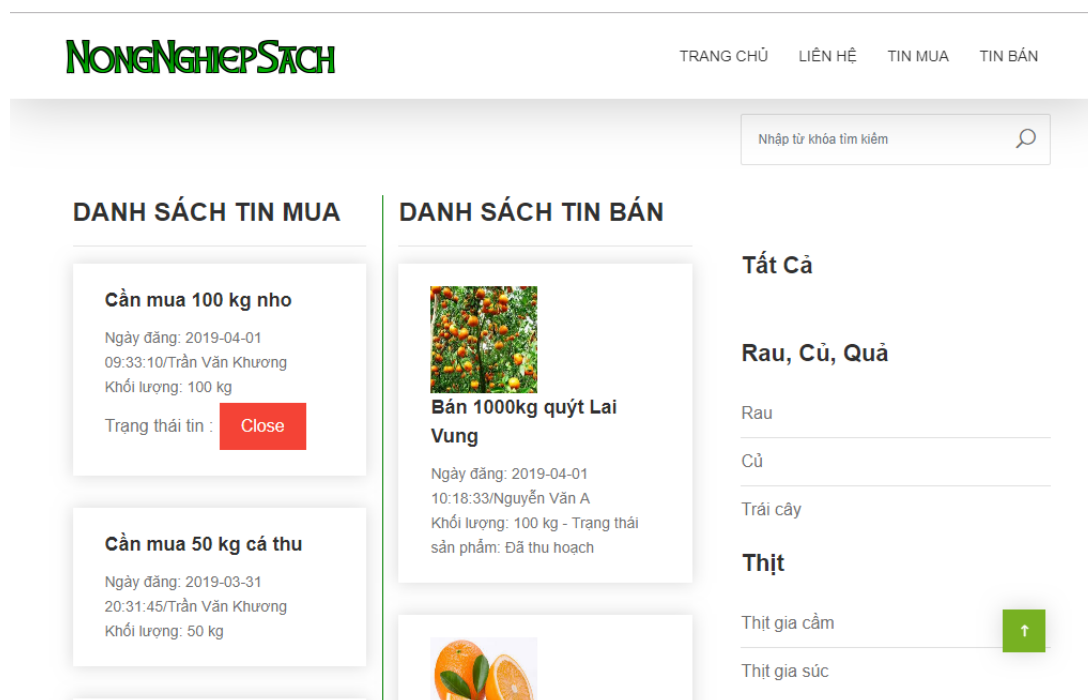 NongNghiepSach
TRANG CHỦ LIÊN HỆ TIN MUA TIN BÁN
Nhập từ khóa tìm kiếm
DANH SÁCH TIN MUA
Cần mua 100 kg nho
Ngày đăng: 2019-04-01
09:33:10/Trần Văn Khương
Khối lượng: 100 kg
Trạng thái tin : Close
Cần mua 50 kg cá thu
Ngày đăng: 2019-03-31
20:31:45/Trần Văn Khương
Khối lượng: 50 kg
DANH SÁCH TIN BÁN
Bán 1000kg quýt Lai
Vung
Ngày đăng: 2019-04-01
10:18:33/Nguyễn Văn A
Khối lượng: 100 kg - Trạng thái
sản phẩm: Đã thu hoạch
Tất Cả
Rau, Củ, Quả
Rau
Củ
Trái cây
Thịt
Thịt gia cầm
Thịt gia súc